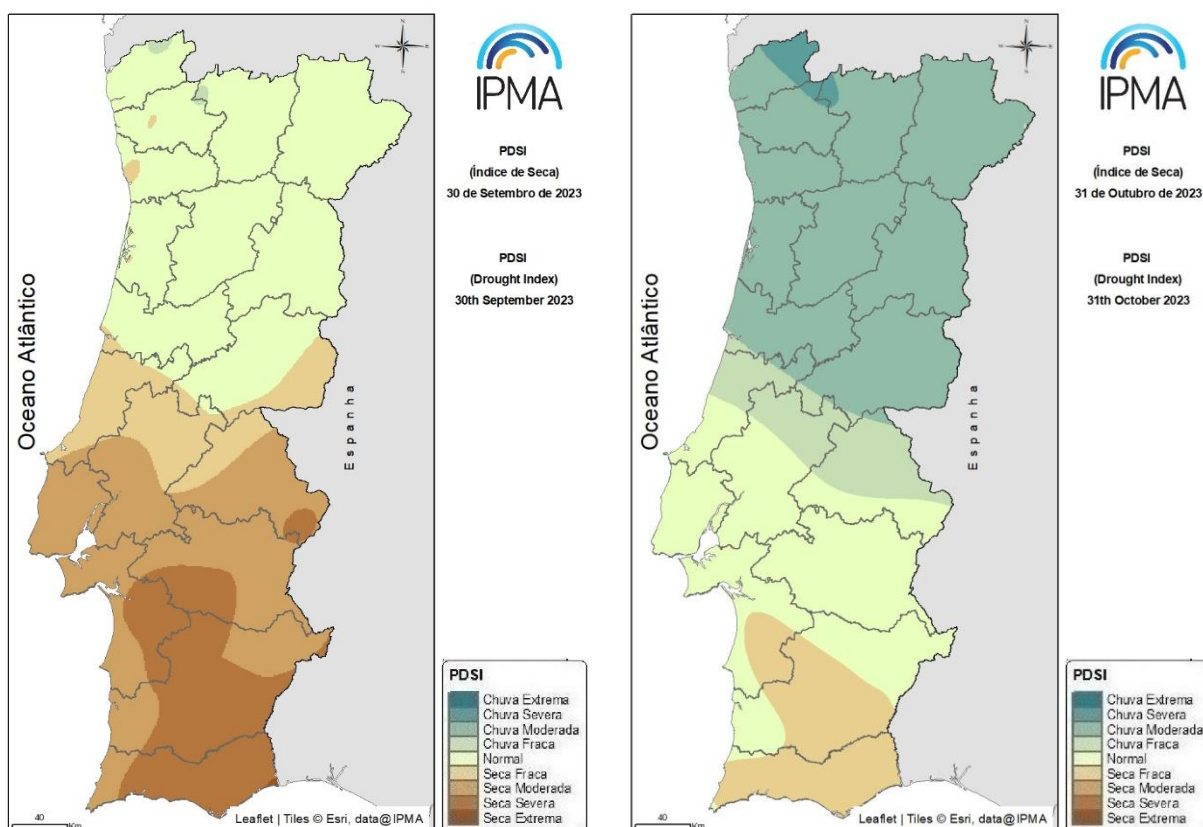 N
W
E
S
IPMA
PDSI
(Índice de Seca)
30 de Setembro de 2023
PDSI
(Drought Index)
30th September 2023
Oceano Atlântico
Espanha
PDSI
Chuva Extrema
Chuva Severa
Chuva Moderada
Chuva Fraca
Normal
Seca Fraca
Seca Moderada
Seca Severa
Seca Extrema
40
Km
Leaflet | Tiles © Esri, data@IPMA
N
W
E
S
IPMA
PDSI
(Índice de Seca)
31 de Outubro de 2023
PDSI
(Drought Index)
31th October 2023
Oceano Atlântico
Espanha
PDSI
Chuva Extrema
Chuva Severa
Chuva Moderada
Chuva Fraca
Normal
Seca Fraca
Seca Moderada
Seca Severa
Seca Extrema
40
Km
Leaflet | Tiles © Esri, data@IPMA